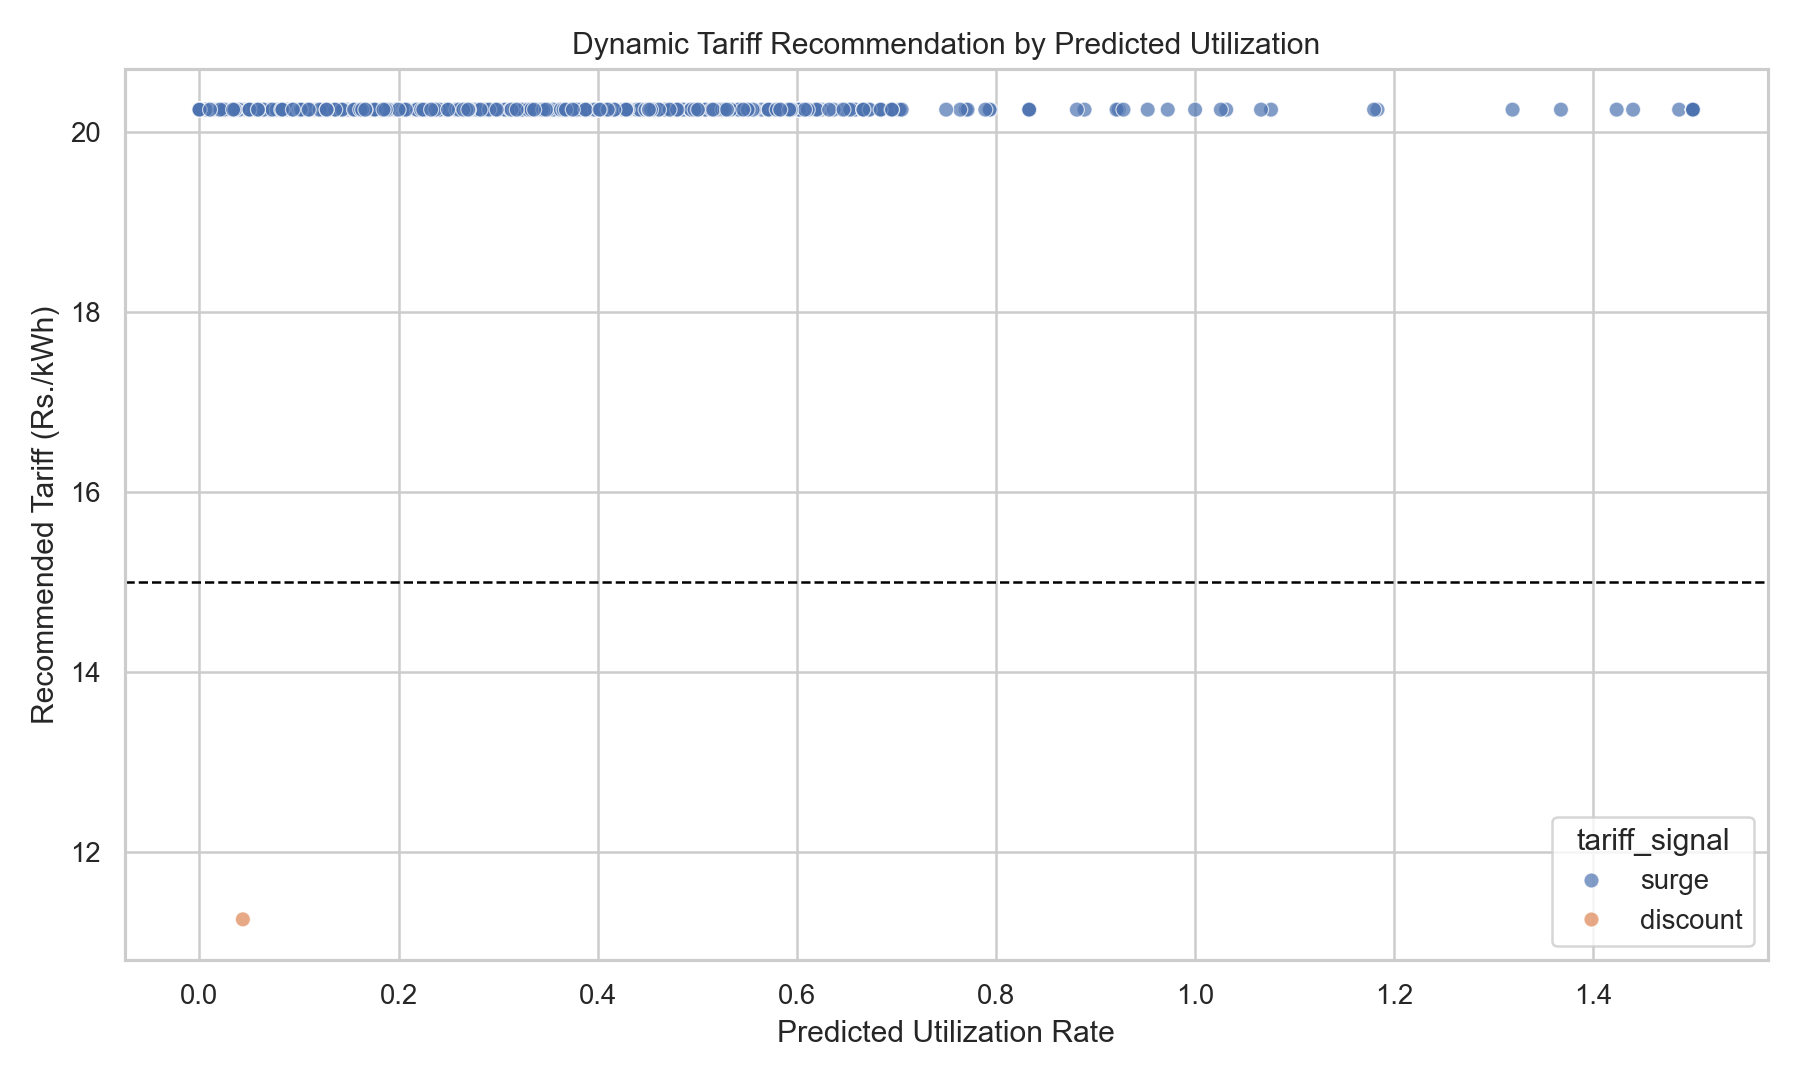 Dynamic Tariff Recommendation by Predicted Utilization
Recommended Tariff (Rs./kWh)
20
18
16
14
12
tariff_signal
surge
discount
0.0 0.2 0.4 0.6 0.8 1.0 1.2 1.4
Predicted Utilization Rate